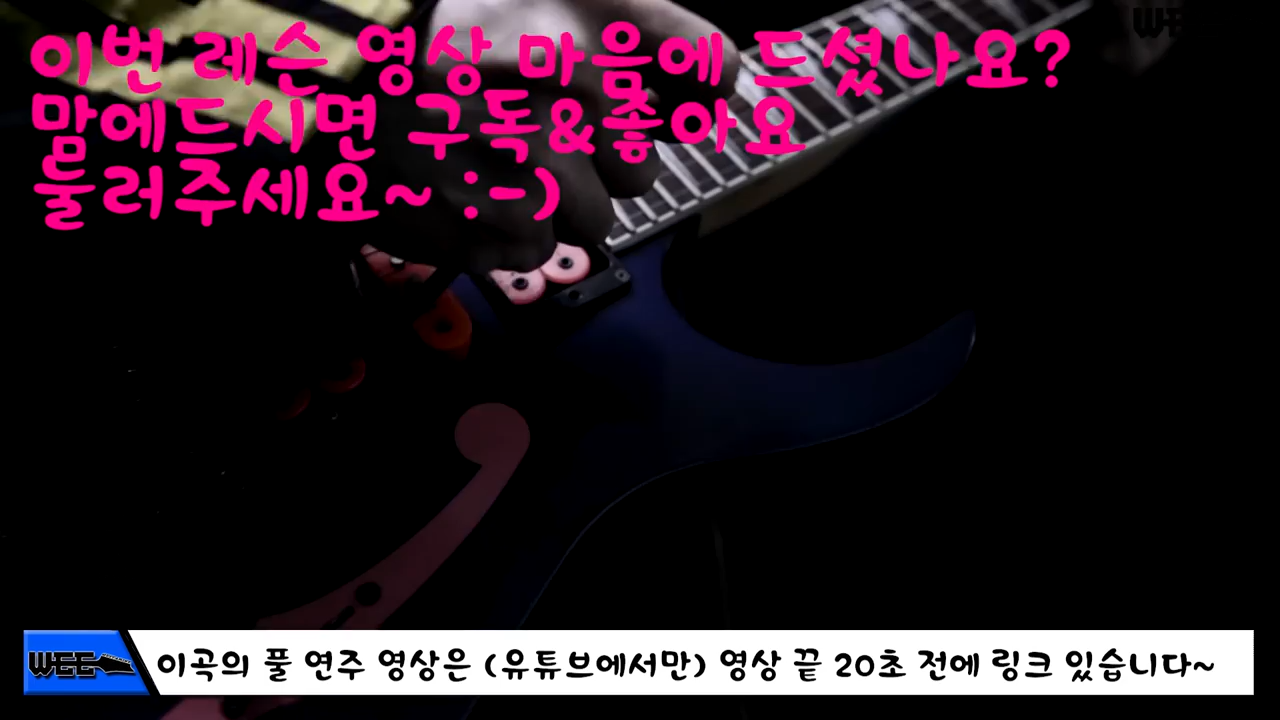 이번 레슨 영상 마음에 드셨나요?
맘에드시면 구독&좋아요
눌러주세요~ :-)
WEE
WEE
이곡의 풀 연주 영상은 (유튜브에서만) 영상 끝 20초 전에 링크 있습니다~